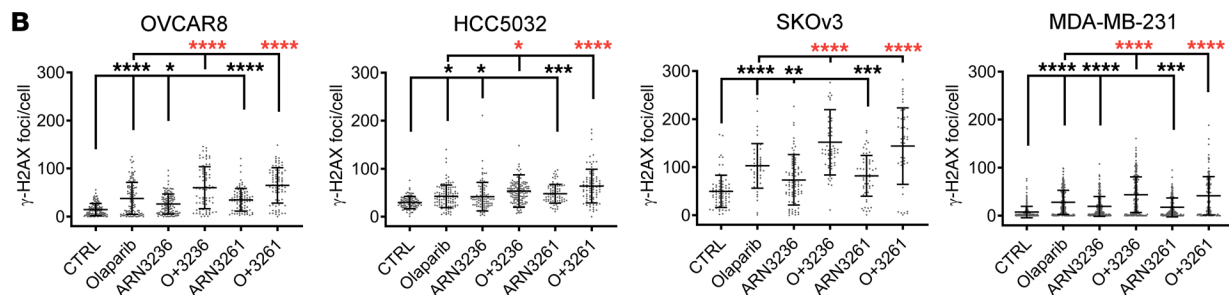 B
OVCAR8
**** ****
**** * ****
γ-H2AX foci/cell
300
200
100
0
CTRL
Olaparib
ARN3236
O+3236
ARN3261
O+3261
HCC5032
* ****
* * ***
γ-H2AX foci/cell
300
200
100
0
CTRL
Olaparib
ARN3236
O+3236
ARN3261
O+3261
SKOv3
**** ****
**** ** ***
γ-H2AX foci/cell
300
200
100
0
CTRL
Olaparib
ARN3236
O+3236
ARN3261
O+3261
MDA-MB-231
**** ****
**** **** ***
γ-H2AX foci/cell
300
200
100
0
CTRL
Olaparib
ARN3236
O+3236
ARN3261
O+3261